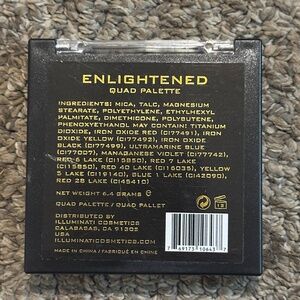 ENLIGHTENED
QUAD PALETTE
INGREDIENTS: MICA, TALC, MAGNESIUM
STEARATE, POLYETHYLENE, ETHYLHEXYL
PALMITATE, DIMETHICONE, POLYBUTENE,
PHENOXYETHANOL MAY CONTAIN: TITANIUM
DIOXIDE, IRON OXIDE RED (CI77491), IRON
OXIDE YELLOW (CI77492), IRON OXIDE
BLACK (CI77499), ULTRAMARINE BLUE
(CI77007), MANGANESE VIOLET (CI77742),
RED 6 LAKE (CI15850), RED 7 LAKE
(CI15850), RED 40 LAKE (CI16035), YELLOW
5 LAKE (CI19140), BLUE 1 LAKE (CI42090),
RED 28 LAKE (CI45410)
NET WEIGHT 6.4 GRAMS
QUAD PALETTE / QUAD PALLET
DISTRIBUTED BY
ILLUMINATI COSMETICS
CALABASAS, CA 91302
USA
ILLUMINATICOSMETICS.COM
MADE IN CHINA / FABRIQUE EN CHINE